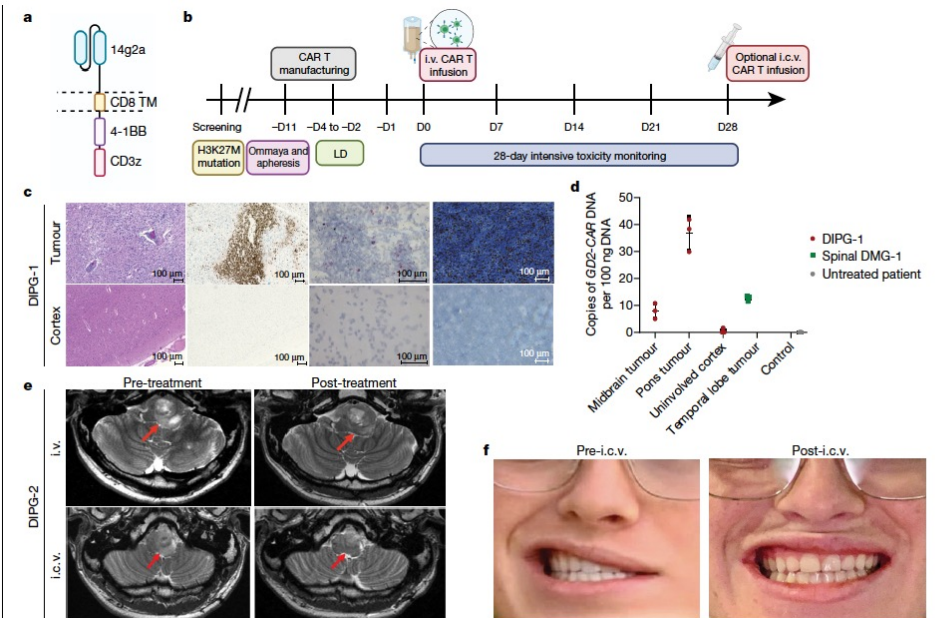 a
14g2a
CD8 TM
4-1BB
CD3z
b
CAR T
manufacturing
i.v. CAR T
infusion
Optional i.c.v.
CAR T infusion
Screening
–D11
–D4 to –D2
–D1
D0
D7
D14
D21
D28
H3K27M
mutation
Ommaya and
apheresis
LD
28-day intensive toxicity monitoring
c
DIPG-1
Tumour
100 µm
100 µm
100 µm
100 µm
Cortex
100 µm
100 µm
100 µm
100 µm
d
Copies of GD2-CAR DNA
per 100 ng DNA
50
40
30
20
10
0
Midbrain tumour
Pons tumour
Uninvolved cortex
Temporal lobe tumour
Control
DIPG-1
Spinal DMG-1
Untreated patient
e
Pre-treatment
Post-treatment
DIPG-2
i.v.
i.c.v.
f
Pre-i.c.v.
Post-i.c.v.